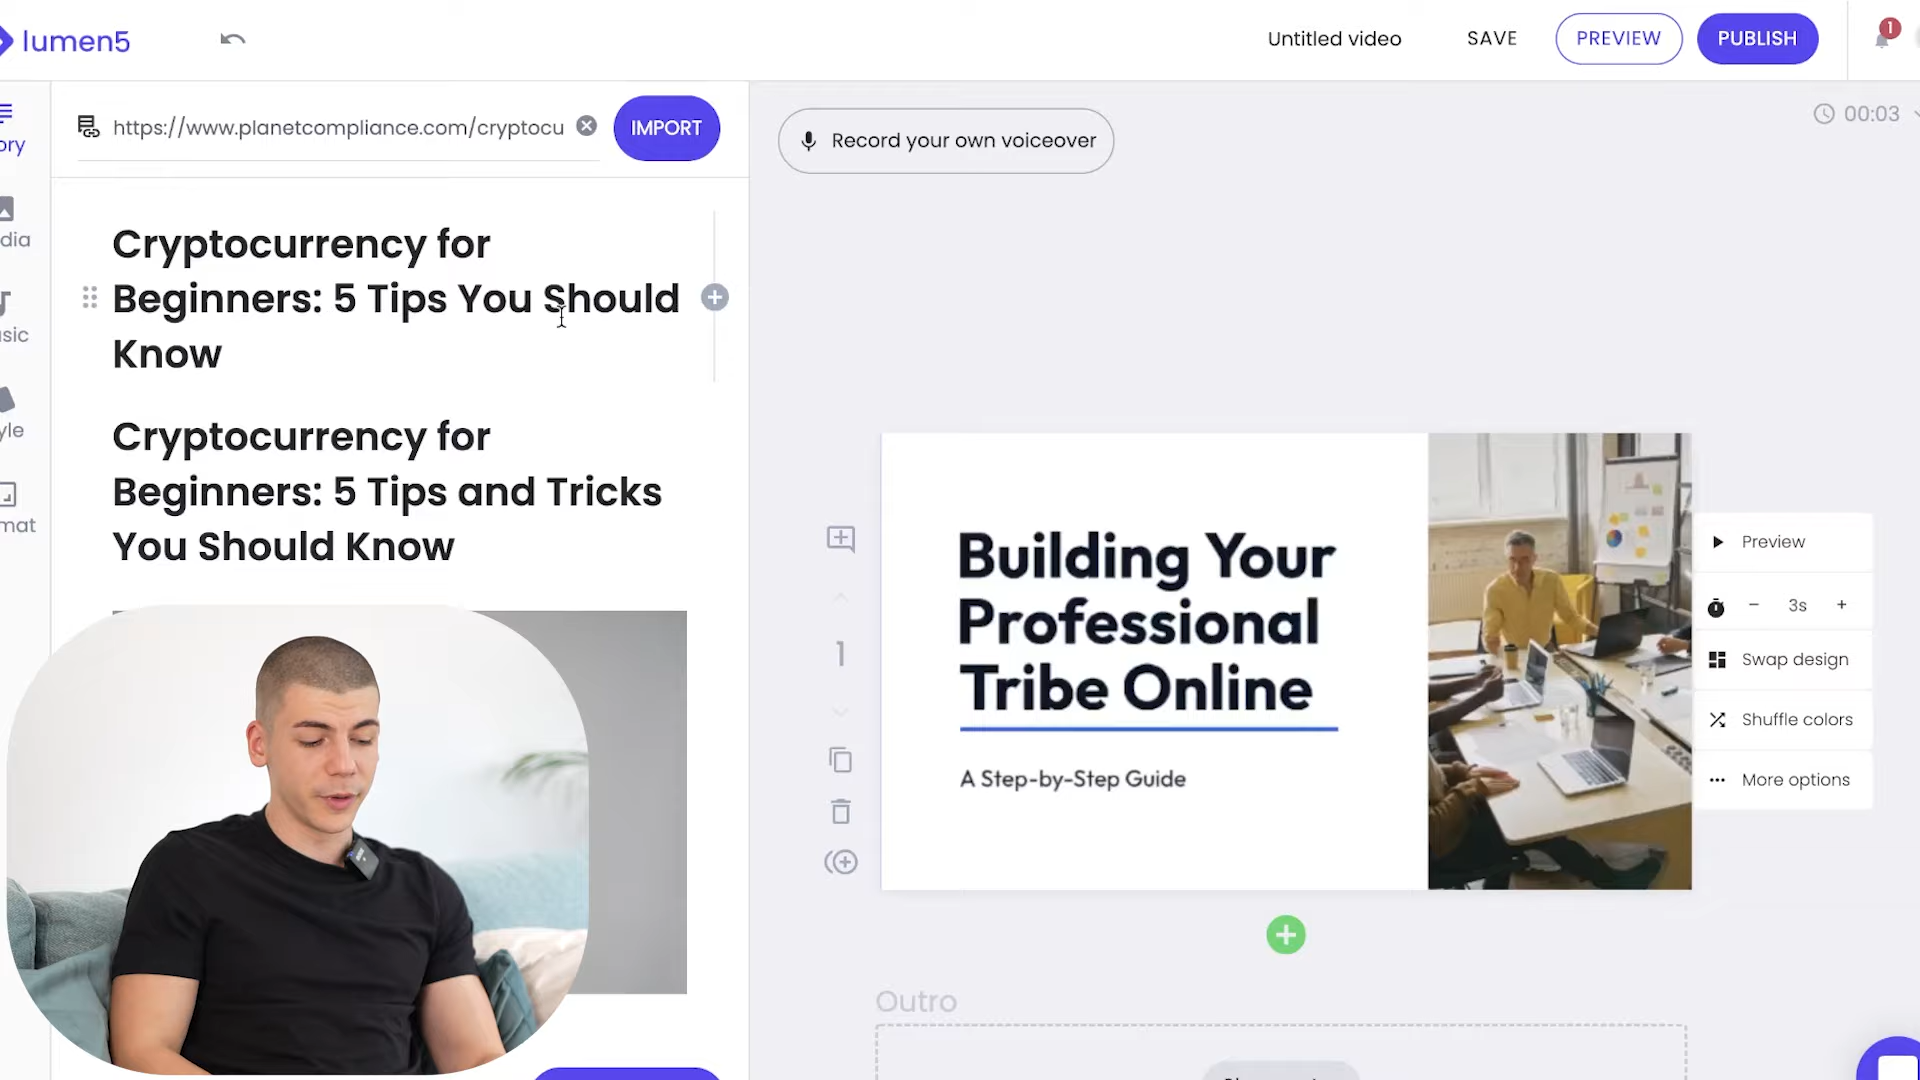 lumen5
Untitled video
SAVE
PREVIEW
PUBLISH
1
ory
dia
sic
yle
mat
https://www.planetcompliance.com/cryptocu
IMPORT
Record your own voiceover
00:03
Cryptocurrency for
Beginners: 5 Tips You Should
Know
Cryptocurrency for
Beginners: 5 Tips and Tricks
You Should Know
1
Building Your
Professional
Tribe Online
A Step-by-Step Guide
Preview
3s
Swap design
Shuffle colors
More options
Outro